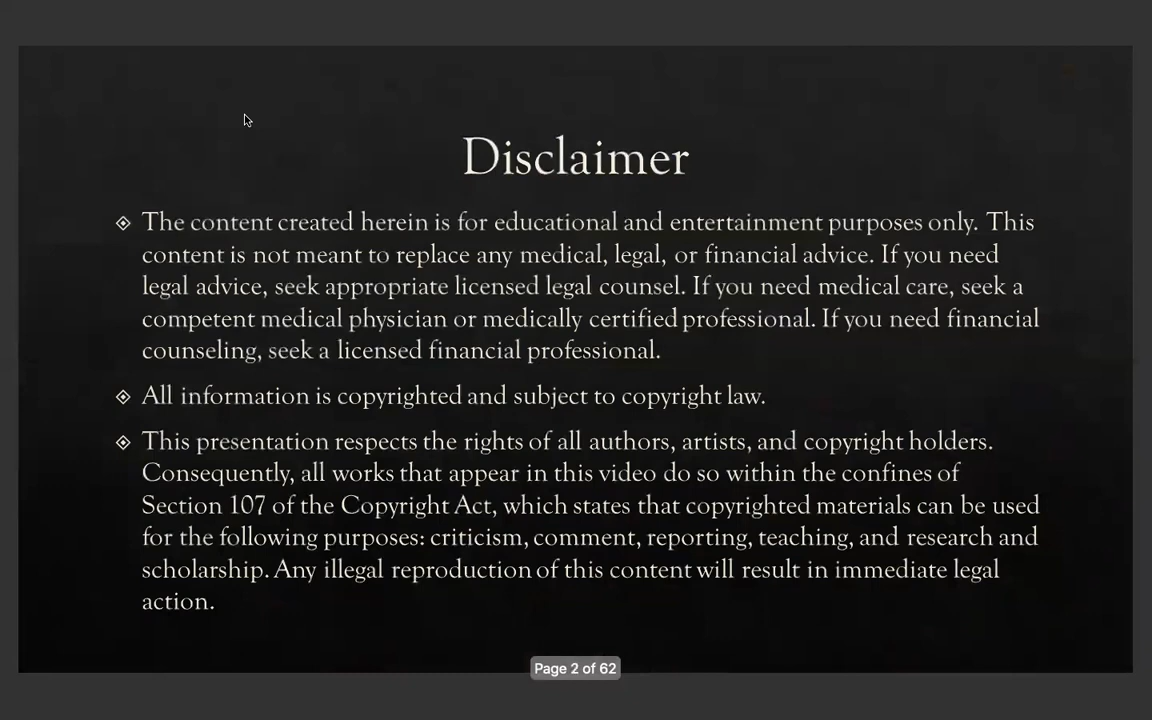 Disclaimer
The content created herein is for educational and entertainment purposes only. This
content is not meant to replace any medical, legal, or financial advice. If you need
legal advice, seek appropriate licensed legal counsel. If you need medical care, seek a
competent medical physician or medically certified professional. If you need financial
counseling, seek a licensed financial professional.
All information is copyrighted and subject to copyright law.
This presentation respects the rights of all authors, artists, and copyright holders.
Consequently, all works that appear in this video do so within the confines of
Section 107 of the Copyright Act, which states that copyrighted materials can be used
for the following purposes: criticism, comment, reporting, teaching, and research and
scholarship. Any illegal reproduction of this content will result in immediate legal
action.
Page 2 of 62